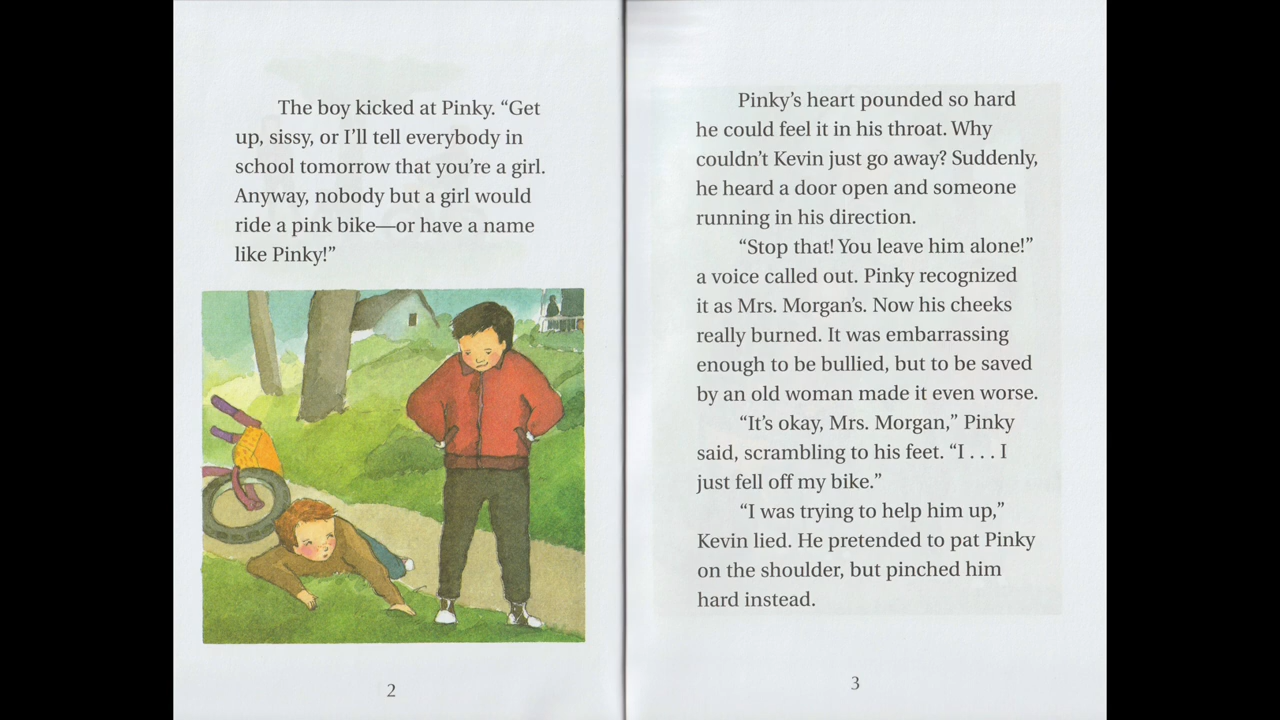 The boy kicked at Pinky. “Get
up, sissy, or I’ll tell everybody in
school tomorrow that you’re a girl.
Anyway, nobody but a girl would
ride a pink bike—or have a name
like Pinky!”
2
Pinky’s heart pounded so hard
he could feel it in his throat. Why
couldn’t Kevin just go away? Suddenly,
he heard a door open and someone
running in his direction.
“Stop that! You leave him alone!”
a voice called out. Pinky recognized
it as Mrs. Morgan’s. Now his cheeks
really burned. It was embarrassing
enough to be bullied, but to be saved
by an old woman made it even worse.
“It’s okay, Mrs. Morgan,” Pinky
said, scrambling to his feet. “I . . . I
just fell off my bike.”
“I was trying to help him up,”
Kevin lied. He pretended to pat Pinky
on the shoulder, but pinched him
hard instead.
3